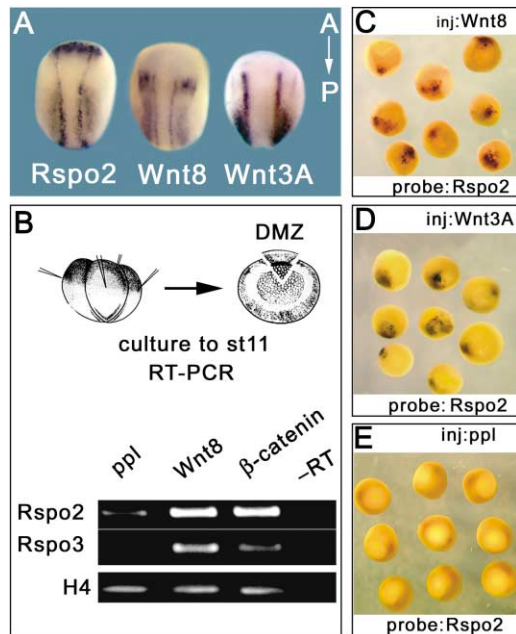 A
A
P
Rspo2 Wnt8 Wnt3A
B
DMZ
culture to st11
RT-PCR
ppl Wnt8 β-catenin –RT
Rspo2
Rspo3
H4
C
inj:Wnt8
probe:Rspo2
D
inj:Wnt3A
probe:Rspo2
E
inj:ppl
probe:Rspo2